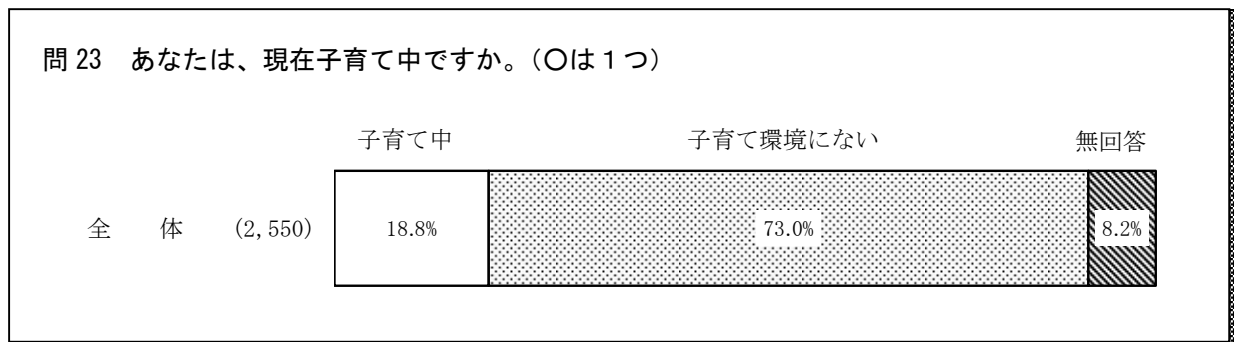 問 23　あなたは、現在子育て中ですか。（〇は１つ）
子育て中　子育て環境にない　無回答
全　体　(2,550)　18.8%　73.0%　8.2%